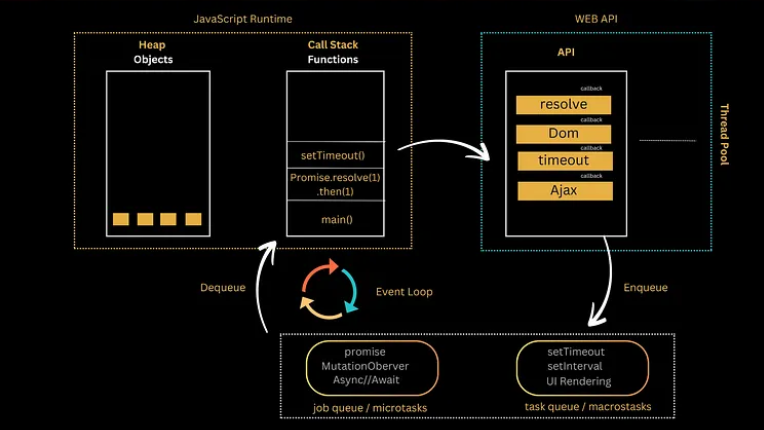 JavaScript Runtime
WEB API
Heap
Objects
Call Stack
Functions
setTimeout()
Promise.resolve(1)
.then(1)
main()
API
callback
resolve
callback
Dom
callback
timeout
callback
Ajax
Thread Pool
Dequeue
Event Loop
Enqueue
promise
MutationOberver
Async//Await
job queue / microtasks
setTimeout
setInterval
UI Rendering
task queue / macrostasks